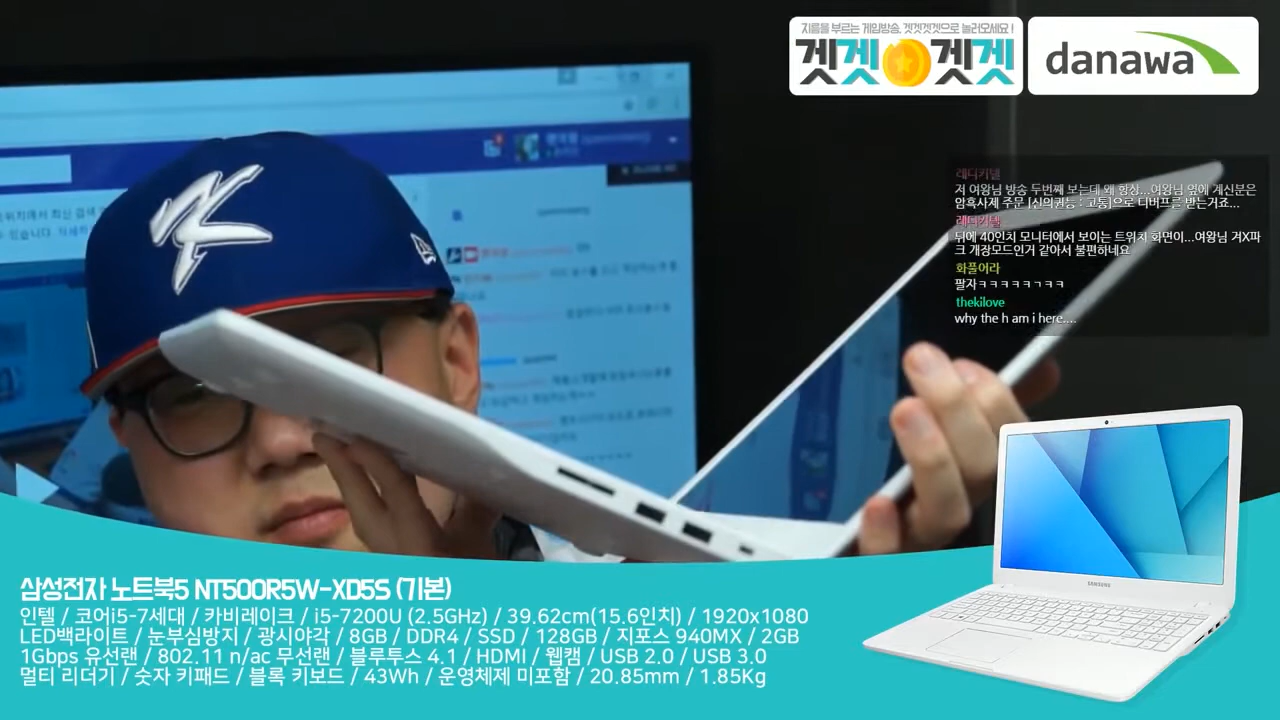 지름을 부르는 게임방송, 겟겟겟겟으로 놀러오세요!
겟겟겟겟
danawa
레디키텔
저 여왕님 방송 두번째 보는데 왜 항상...여왕님 옆에 계신분은
암흑사제 주문 [신의권능 : 고통]으로 디버프를 받는거죠...
레디키텔
뒤에 40인치 모니터에서 보이는 트위치 화면이...여왕님 겨X파
크 개장모드인거 같아서 불편하네요
화플어라
팔자ㅋㅋㅋㅋㅋㄱㅋㅋ
thekilove
why the h am i here....
SAMSUNG
삼성전자 노트북5 NT500R5W-XD5S (기본)
인텔 / 코어i5-7세대 / 카비레이크 / i5-7200U (2.5GHz) / 39.62cm(15.6인치) / 1920x1080
LED백라이트 / 눈부심방지 / 광시야각 / 8GB / DDR4 / SSD / 128GB / 지포스 940MX / 2GB
1Gbps 유선랜 / 802.11 n/ac 무선랜 / 블루투스 4.1 / HDMI / 웹캠 / USB 2.0 / USB 3.0
멀티 리더기 / 숫자 키패드 / 블록 키보드 / 43Wh / 운영체제 미포함 / 20.85mm / 1.85Kg